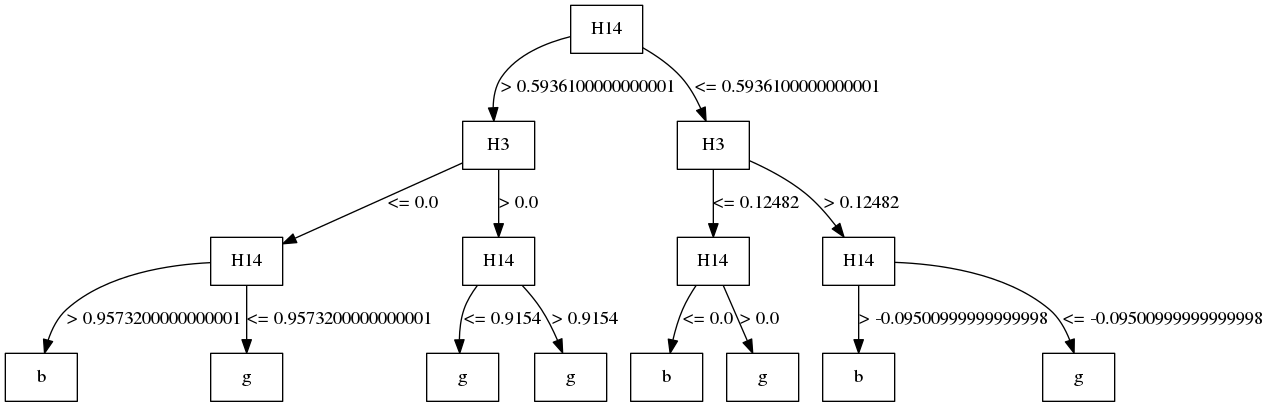 H14
> 0.5936100000000001 <= 0.5936100000000001
H3 H3
<= 0.0 > 0.0 <= 0.12482 > 0.12482
H14 H14 H14 H14
> 0.9573200000000001 <= 0.9573200000000001 <= 0.9154 > 0.9154 <= 0.0 > 0.0 > -0.09500999999999998 <= -0.09500999999999998
b g g g b g b g